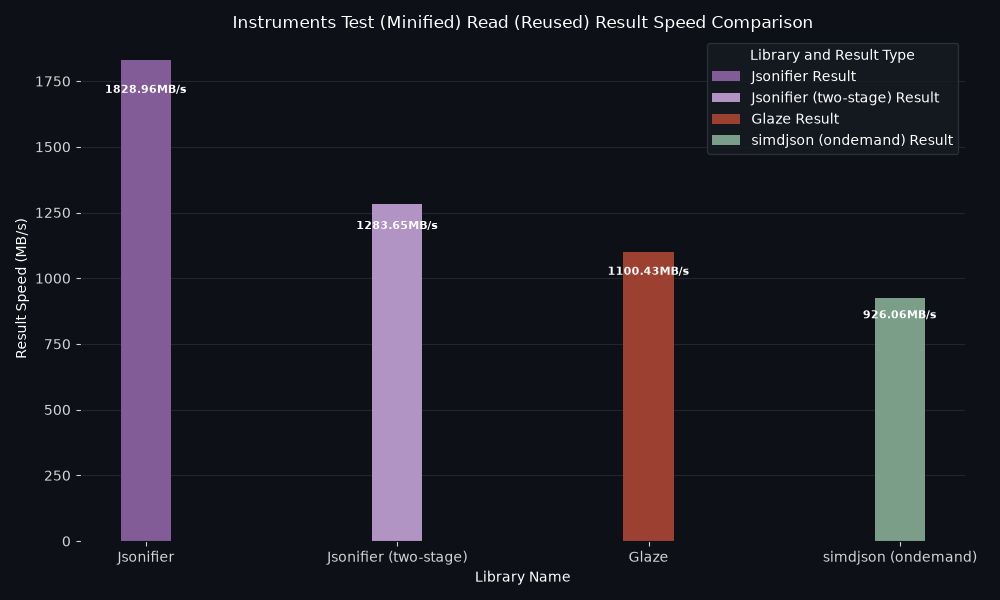 Instruments Test (Minified) Read (Reused) Result Speed Comparison
Library and Result Type
Jsonifier Result
Jsonifier (two-stage) Result
Glaze Result
simdjson (ondemand) Result
Result Speed (MB/s)
1750
1500
1250
1000
750
500
250
0
1828.96MB/s
1283.65MB/s
1100.43MB/s
926.06MB/s
Jsonifier
Jsonifier (two-stage)
Glaze
simdjson (ondemand)
Library Name